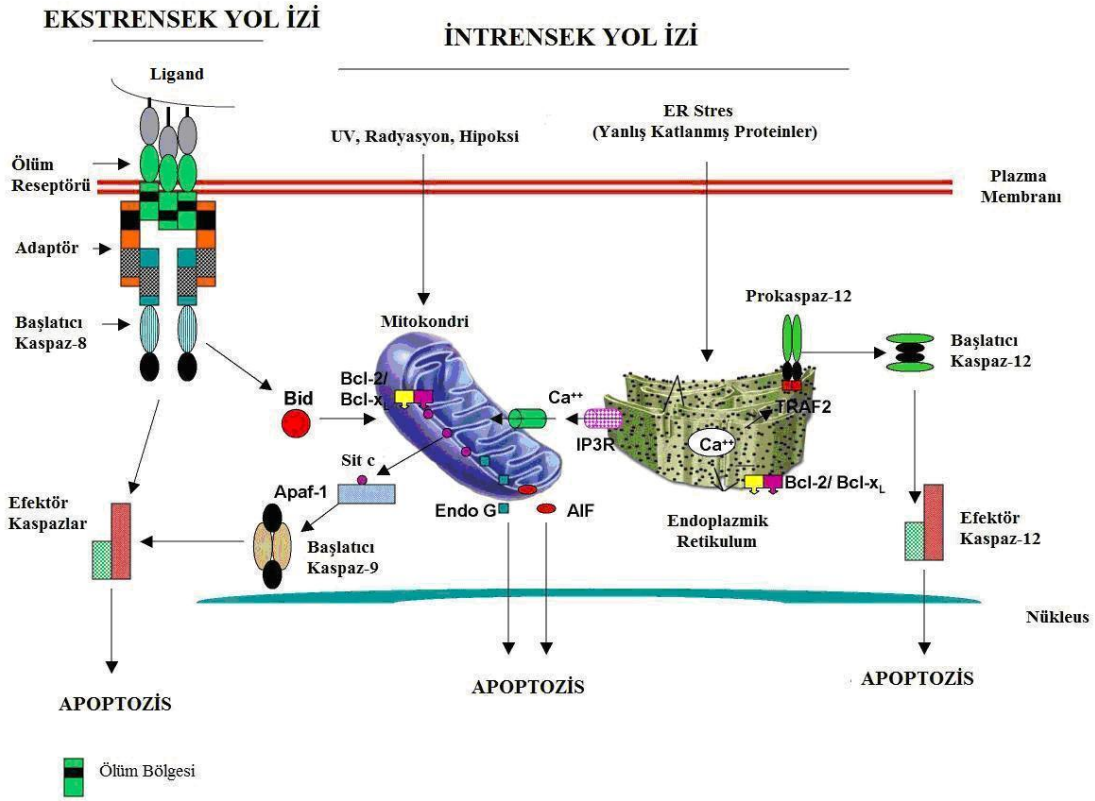 EKSTRENSEK YOL İZİ
İNTRENSEK YOL İZİ
Ligand
UV, Radyasyon, Hipoksi
ER Stres
(Yanlış Katlanmış Proteinler)
Ölüm
Reseptörü
Plazma
Membranı
Adaptör
Başlatıcı
Kaspaz-8
Mitokondri
Prokaspaz-12
Başlatıcı
Kaspaz-12
Bid
Bcl-2/
Bcl-xL
Ca++
IP3R
TRAF2
Ca++
Bcl-2/ Bcl-xL
Sit c
Apaf-1
Endo G
AIF
Endoplazmik
Retikulum
Efektör
Kaspazlar
Başlatıcı
Kaspaz-9
Efektör
Kaspaz-12
Nükleus
APOPTOZİS
APOPTOZİS
APOPTOZİS
Ölüm Bölgesi